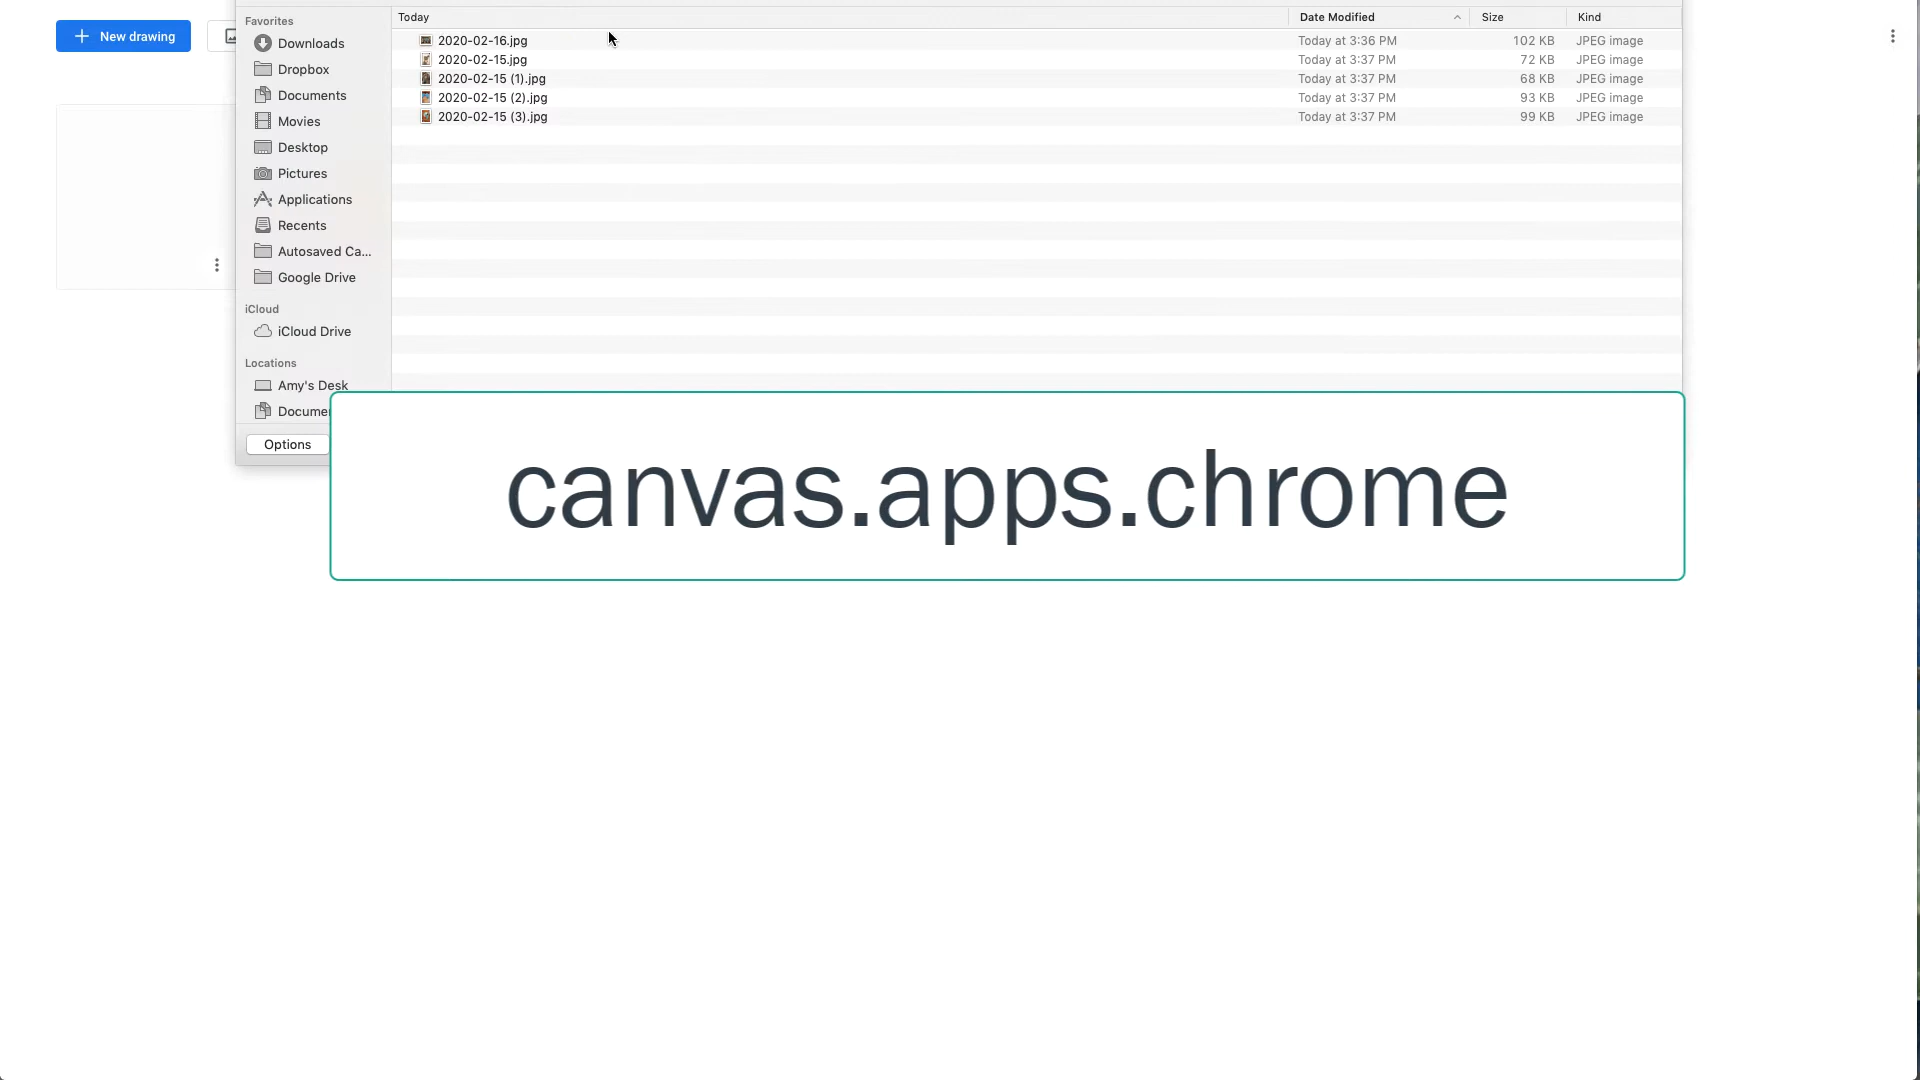 New drawing
Favorites
Downloads
Dropbox
Documents
Movies
Desktop
Pictures
Applications
Recents
Autosaved Ca...
Google Drive
iCloud
iCloud Drive
Locations
Amy's Desk
Documen
Options
Today Date Modified Size Kind
2020-02-16.jpg Today at 3:36 PM 102 KB JPEG image
2020-02-15.jpg Today at 3:37 PM 72 KB JPEG image
2020-02-15 (1).jpg Today at 3:37 PM 68 KB JPEG image
2020-02-15 (2).jpg Today at 3:37 PM 93 KB JPEG image
2020-02-15 (3).jpg Today at 3:37 PM 99 KB JPEG image
canvas.apps.chrome